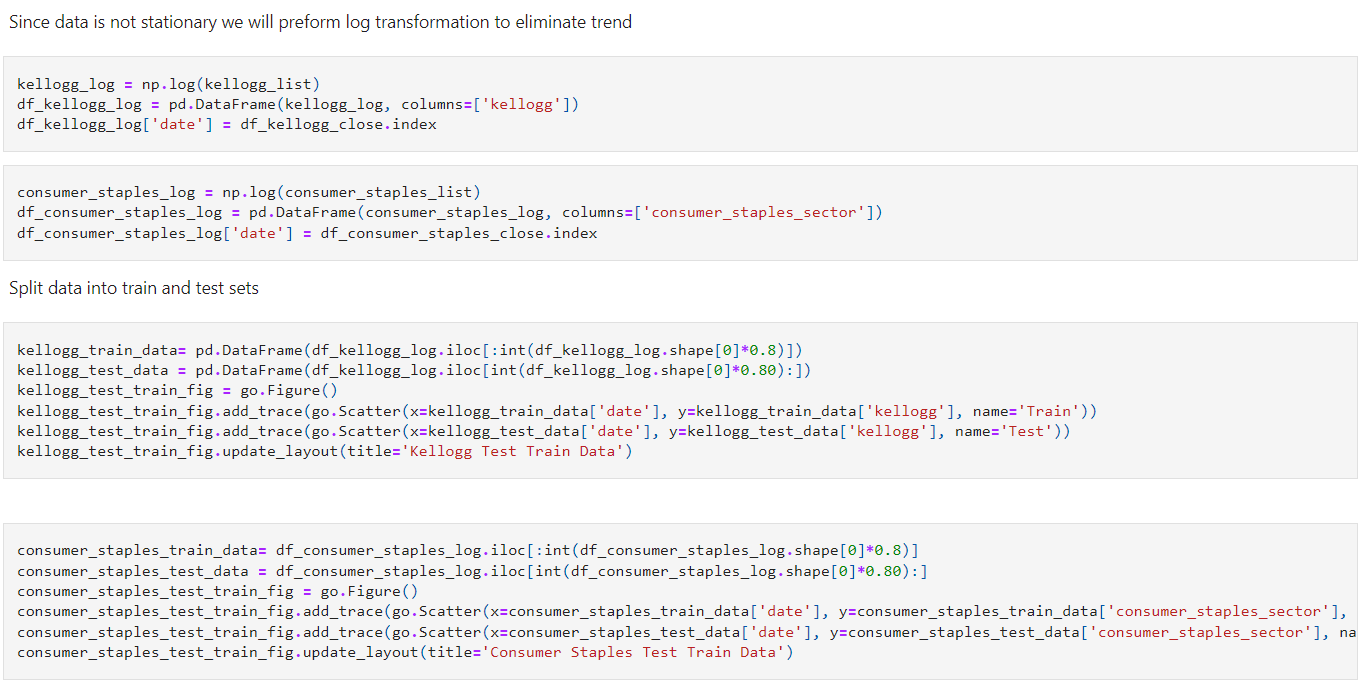 Since data is not stationary we will preform log transformation to eliminate trend
kellogg_log = np.log(kellogg_list)
df_kellogg_log = pd.DataFrame(kellogg_log, columns=['kellogg'])
df_kellogg_log['date'] = df_kellogg_close.index
consumer_staples_log = np.log(consumer_staples_list)
df_consumer_staples_log = pd.DataFrame(consumer_staples_log, columns=['consumer_staples_sector'])
df_consumer_staples_log['date'] = df_consumer_staples_close.index
Split data into train and test sets
kellogg_train_data= pd.DataFrame(df_kellogg_log.iloc[:int(df_kellogg_log.shape[0]*0.8)])
kellogg_test_data = pd.DataFrame(df_kellogg_log.iloc[int(df_kellogg_log.shape[0]*0.80):])
kellogg_test_train_fig = go.Figure()
kellogg_test_train_fig.add_trace(go.Scatter(x=kellogg_train_data['date'], y=kellogg_train_data['kellogg'], name='Train'))
kellogg_test_train_fig.add_trace(go.Scatter(x=kellogg_test_data['date'], y=kellogg_test_data['kellogg'], name='Test'))
kellogg_test_train_fig.update_layout(title='Kellogg Test Train Data')
consumer_staples_train_data= df_consumer_staples_log.iloc[:int(df_consumer_staples_log.shape[0]*0.8)]
consumer_staples_test_data = df_consumer_staples_log.iloc[int(df_consumer_staples_log.shape[0]*0.80):]
consumer_staples_test_train_fig = go.Figure()
consumer_staples_test_train_fig.add_trace(go.Scatter(x=consumer_staples_train_data['date'], y=consumer_staples_train_data['consumer_staples_sector'],
consumer_staples_test_train_fig.add_trace(go.Scatter(x=consumer_staples_test_data['date'], y=consumer_staples_test_data['consumer_staples_sector'], na
consumer_staples_test_train_fig.update_layout(title='Consumer Staples Test Train Data')